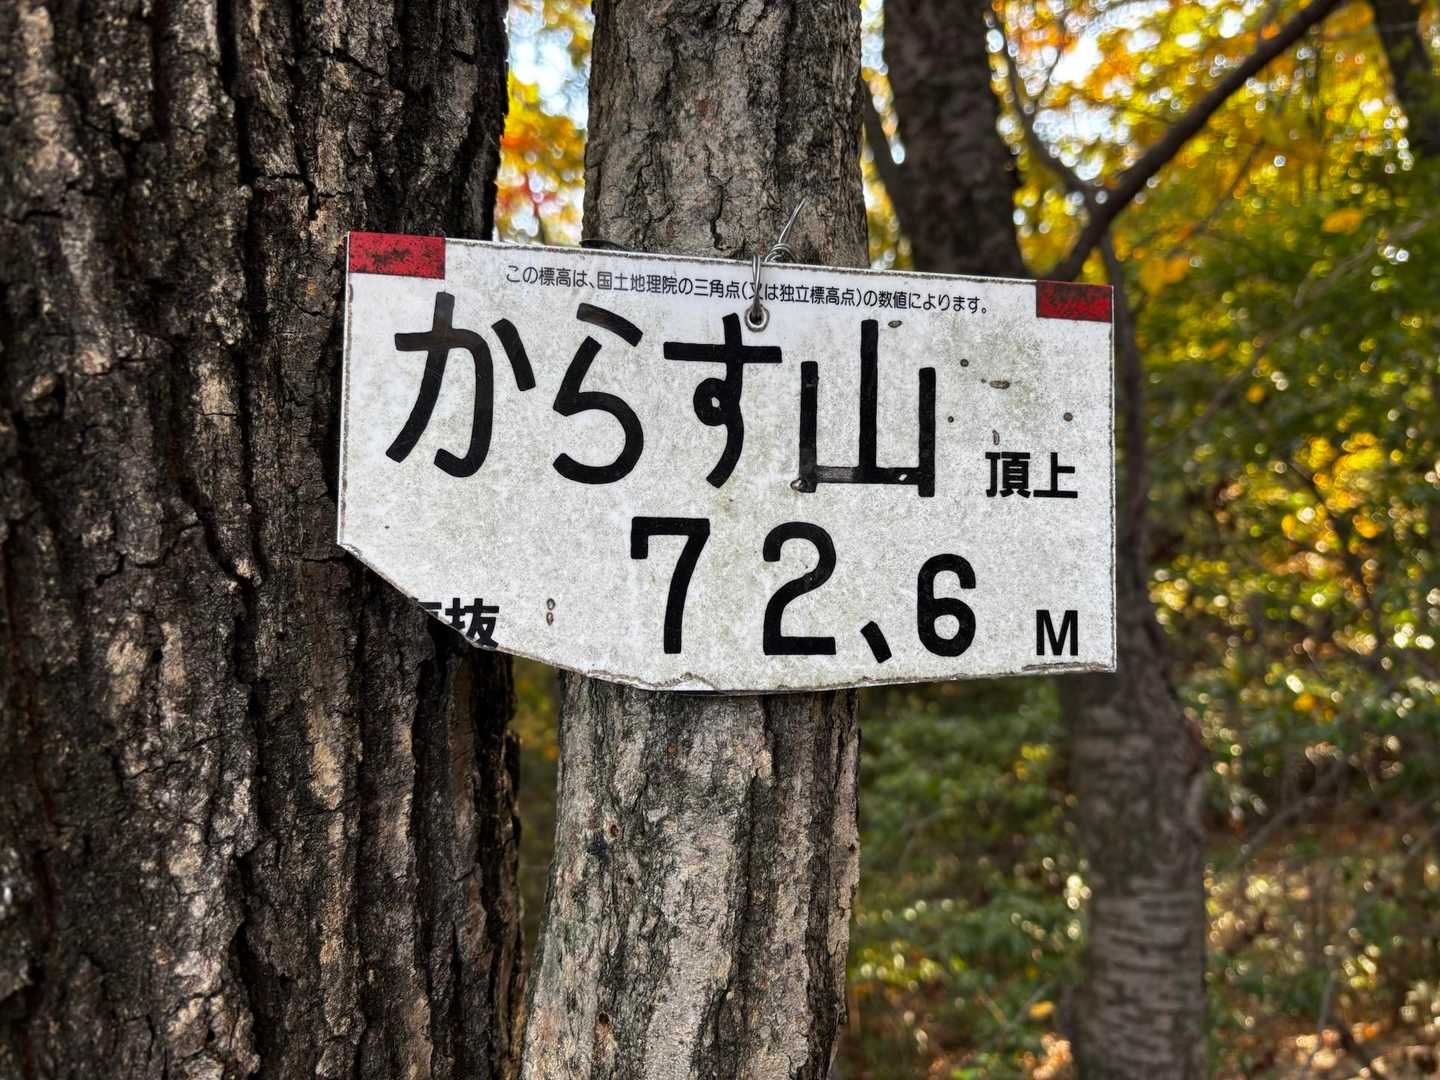 この標高は、国土地理院の三角点(又は独立標高点)の数値によります。
からす山 頂上
抜 72、6 M